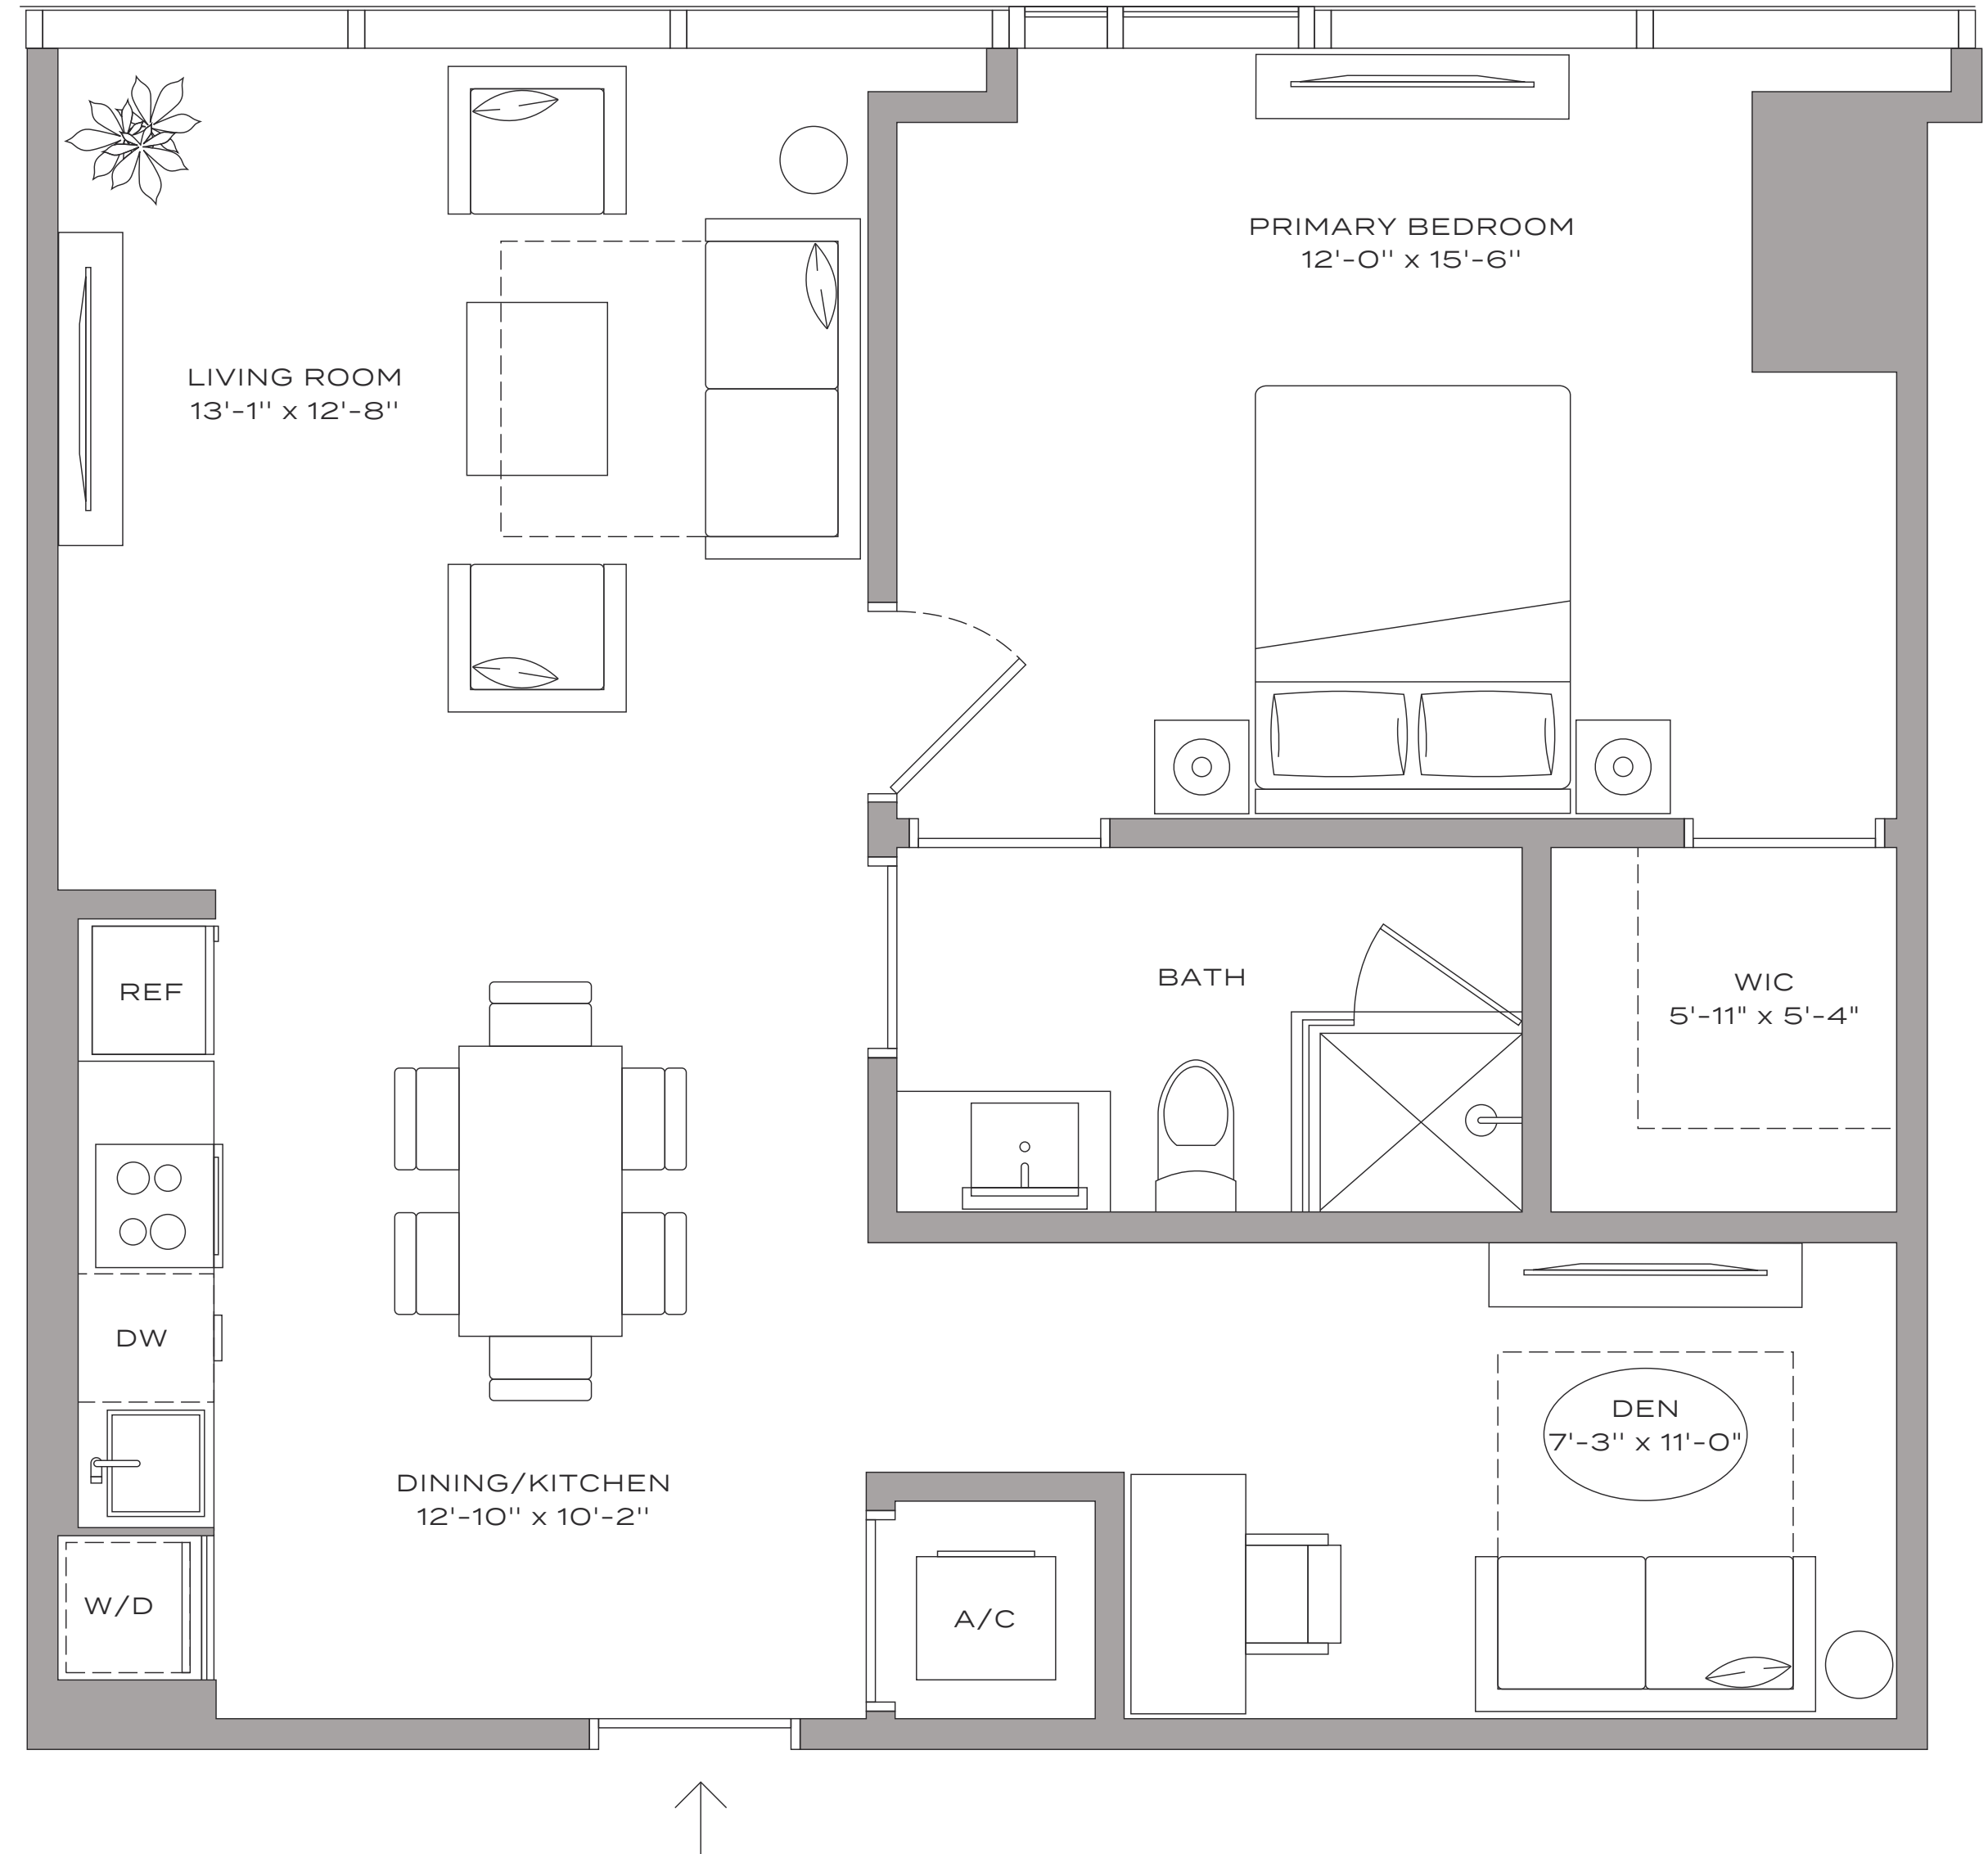 PRIMARY BEDROOM
12'-0'' x 15'-6''
LIVING ROOM
13'-1'' x 12'-8''
REF
BATH
WIC
5'-11" x 5'-4"
DW
DEN
7'-3'' x 11'-0"
DINING/KITCHEN
12'-10'' x 10'-2''
W/D
A/C